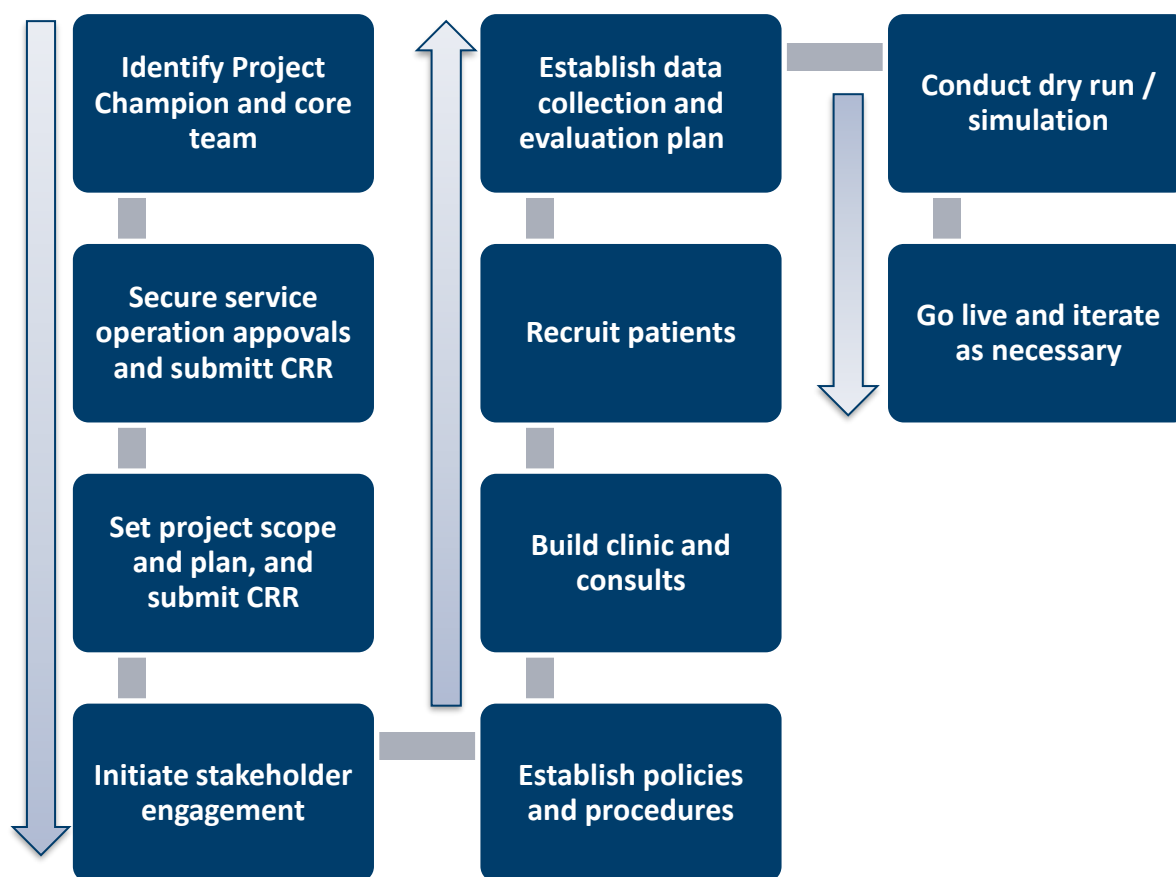 Identify Project
Champion and core
team
Secure service
operation appovals
and submitt CRR
Set project scope
and plan, and
submit CRR
Initiate stakeholder
engagement
Establish policies
and procedures
Build clinic and
consults
Recruit patients
Establish data
collection and
evaluation plan
Conduct dry run /
simulation
Go live and iterate
as necessary